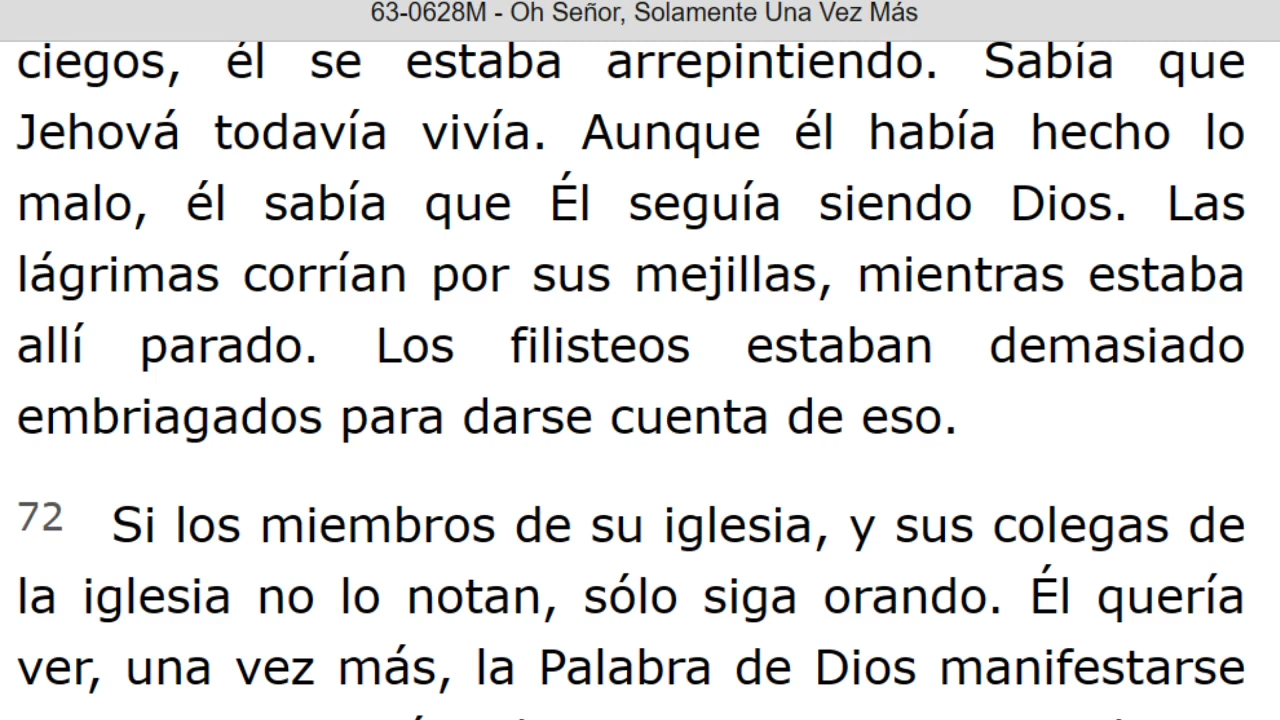 63-0628M - Oh Señor, Solamente Una Vez Más
ciegos, él se estaba arrepintiendo. Sabía que
Jehová todavía vivía. Aunque él había hecho lo
malo, él sabía que Él seguía siendo Dios. Las
lágrimas corrían por sus mejillas, mientras estaba
allí parado. Los filisteos estaban demasiado
embriagados para darse cuenta de eso.
72 Si los miembros de su iglesia, y sus colegas de
la iglesia no lo notan, sólo siga orando. Él quería
ver, una vez más, la Palabra de Dios manifestarse